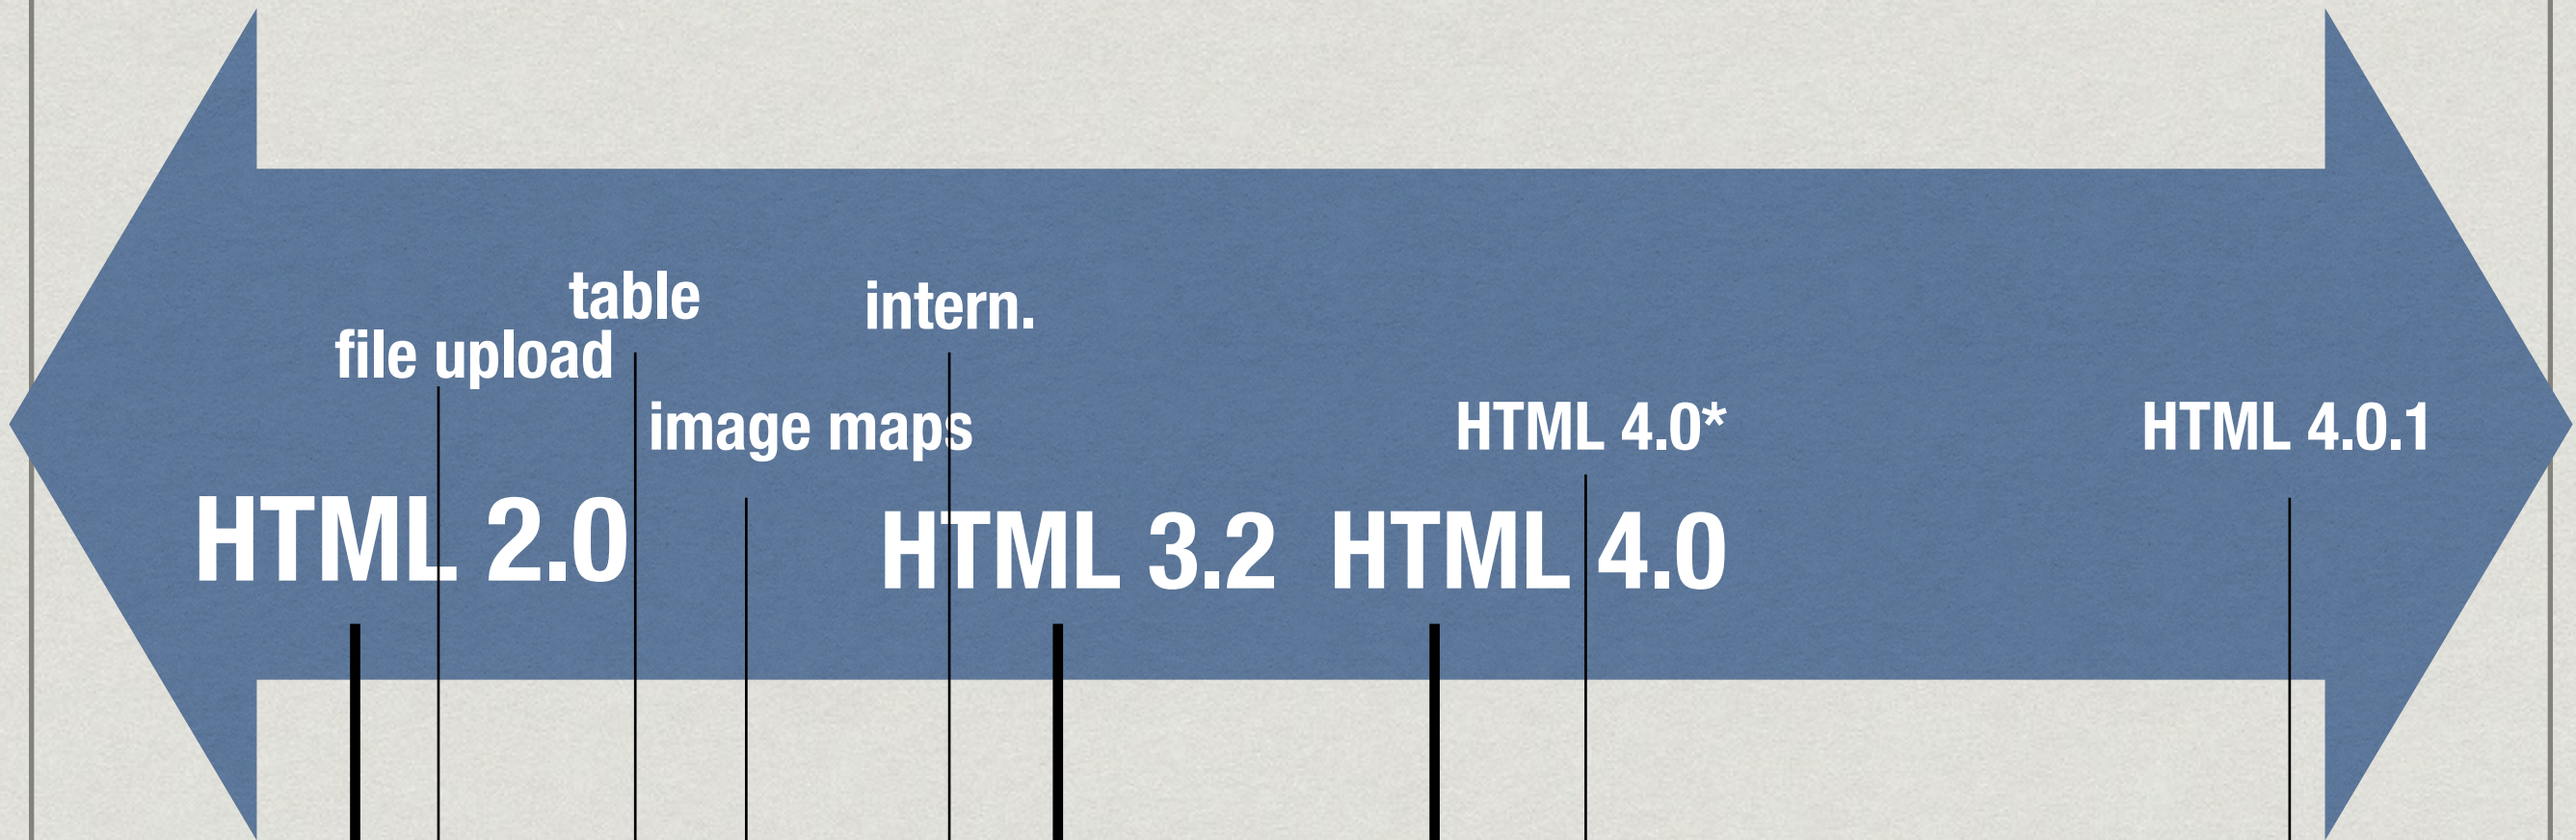 table
intern.
file upload
image maps
HTML 4.0*
HTML 4.0.1
HTML 2.0
HTML 3.2
HTML 4.0